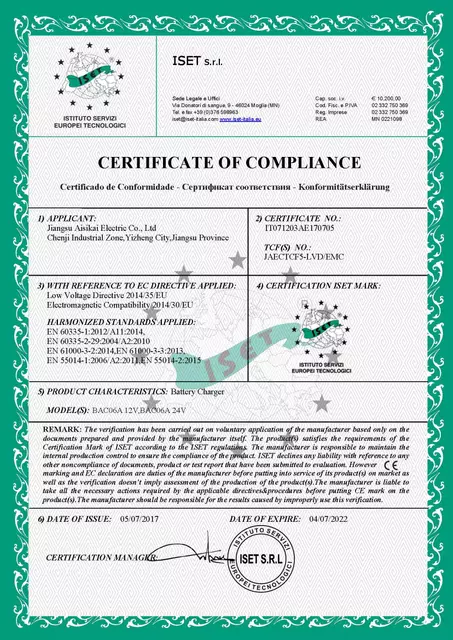 ISET
ISTITUTO SERVIZI
EUROPEI TECNOLOGICI
ISET s.r.l.
Sede Legale e Uffici
Via Donatori di sangue, 9 - 46024 Moglia (MN)
Tel. e fax +39 (0)376 598963
iset@iset-italia.com www.iset-italia.eu
Cap. soc. i.v. € 10.200,00
Cod. Fisc. e P.IVA 02 332 750 369
Reg. Imprese 02 332 750 369
REA MN 0221098
CERTIFICATE OF COMPLIANCE
Certificado de Conformidade - Сертификат соответствия - Konformitätserklärung
1) APPLICANT:
Jiangsu Aisikai Electric Co., Ltd
Chenji Industrial Zone,Yizheng City,Jiangsu Province
2) CERTIFICATE NO.:
IT071203AE170705
TCF(S) NO.:
JAECTCF5-LVD/EMC
3) WITH REFERENCE TO EC DIRECTIVE APPLIED:
Low Voltage Directive 2014/35/EU
Electromagnetic Compatibility 2014/30/EU
HARMONIZED STANDARDS APPLIED:
EN 60335-1:2012/A11:2014,
EN 60335-2-29:2004/A2:2010
EN 61000-3-2:2014,EN 61000-3-3:2013,
EN 55014-1:2006/A2:2011,EN 55014-2:2015
4) CERTIFICATION ISET MARK:
ISET
ISTITUTO SERVIZI
EUROPEI TECNOLOGICI
ISET
5) PRODUCT CHARACTERISTICS: Battery Charger
MODEL(S): BAC06A 12V,BAC06A 24V
REMARK: The verification has been carried out on voluntary application of the manufacturer based only on the
documents prepared and provided by the manufacturer itself. The product(s) satisfies the requirements of the
Certification Mark of ISET according to the ISET regulations. The manufacturer is responsible to maintain the
internal production control to ensure the compliance of the product. ISET declines any liability with reference to any
other noncompliance of documents, product or test report that have been submitted to evaluation. However CE
marking and EC declaration are duties of the manufacturer before putting into service of its product(s) on market as
well as the verification doesn't imply assessment of the production of the product(s).The manufacturer is liable to
take all the necessary actions required by the applicable directives&procedures before putting CE mark on the
product(s).The manufacturer should be responsible for the results caused by improperly use this verification.
6) DATE OF ISSUE: 05/07/2017 DATE OF EXPIRE: 04/07/2022
CERTIFICATION MANAGER:
ISTITUTO SERVIZI
ISET S.R.L
EUROPEI TECNOLOGICI